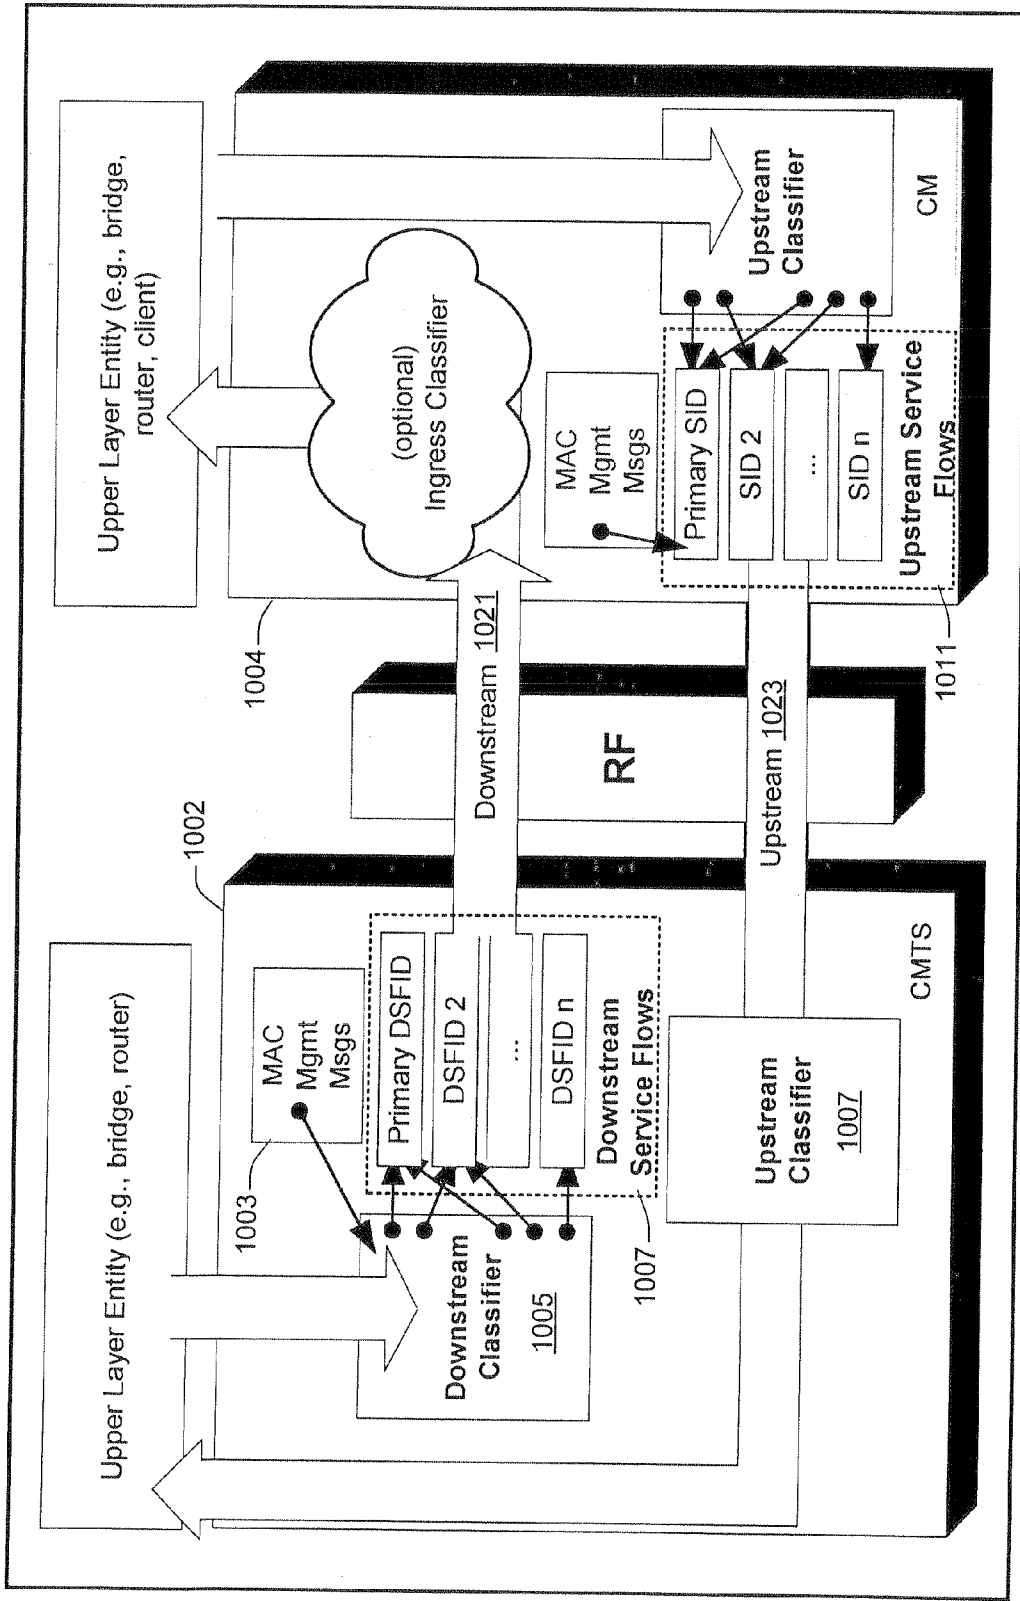 Upper Layer Entity (e.g., bridge, router)
1002
1003
MAC
Mgmt
Msgs
Downstream
Classifier
1005
Primary DSFID
DSFID 2
...
DSFID n
Downstream
Service Flows
1007
Upstream
Classifier
1007
CMTS
Downstream 1021
RF
Upstream 1023
Upper Layer Entity (e.g., bridge,
router, client)
1004
(optional)
Ingress Classifier
MAC
Mgmt
Msgs
Primary SID
SID 2
...
SID n
Upstream Service
Flows
1011
Upstream
Classifier
CM